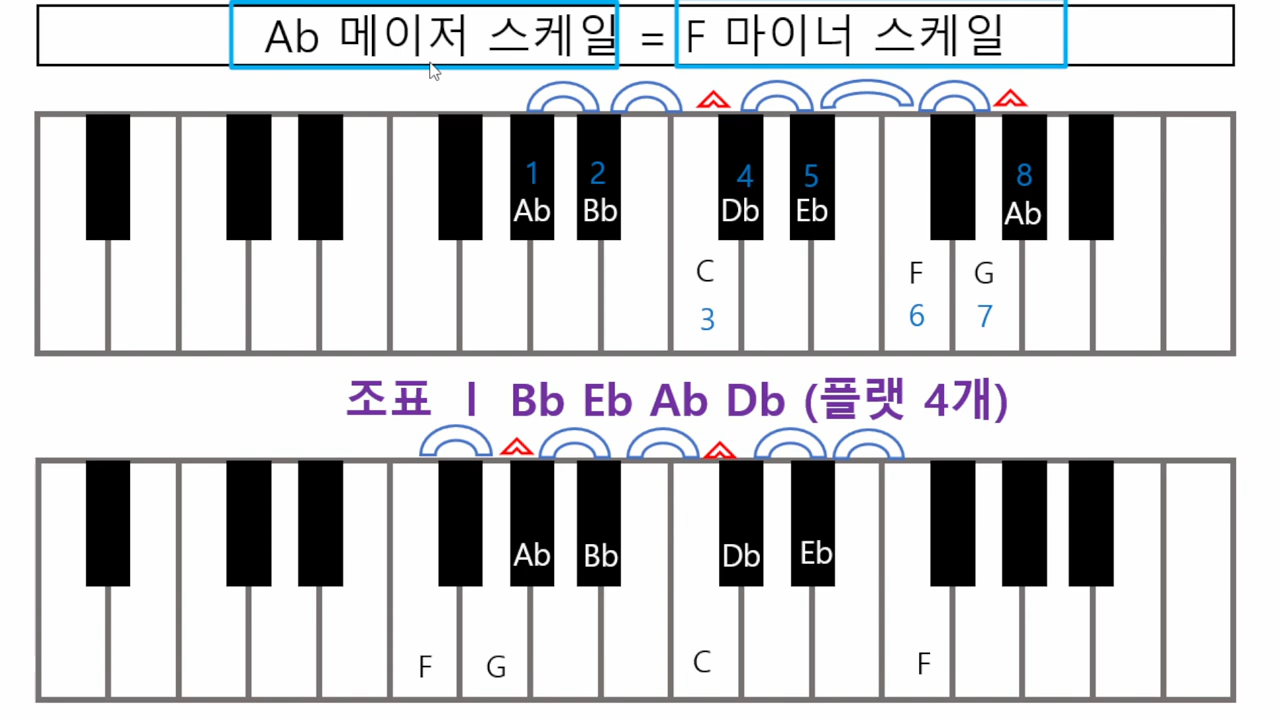 Ab 메이저 스케일 = F 마이너 스케일
1 2 4 5 8
Ab Bb Db Eb Ab
C F G
3 6 7
조표 ㅣ Bb Eb Ab Db (플랫 4개)
Ab Bb Db Eb
F G C F